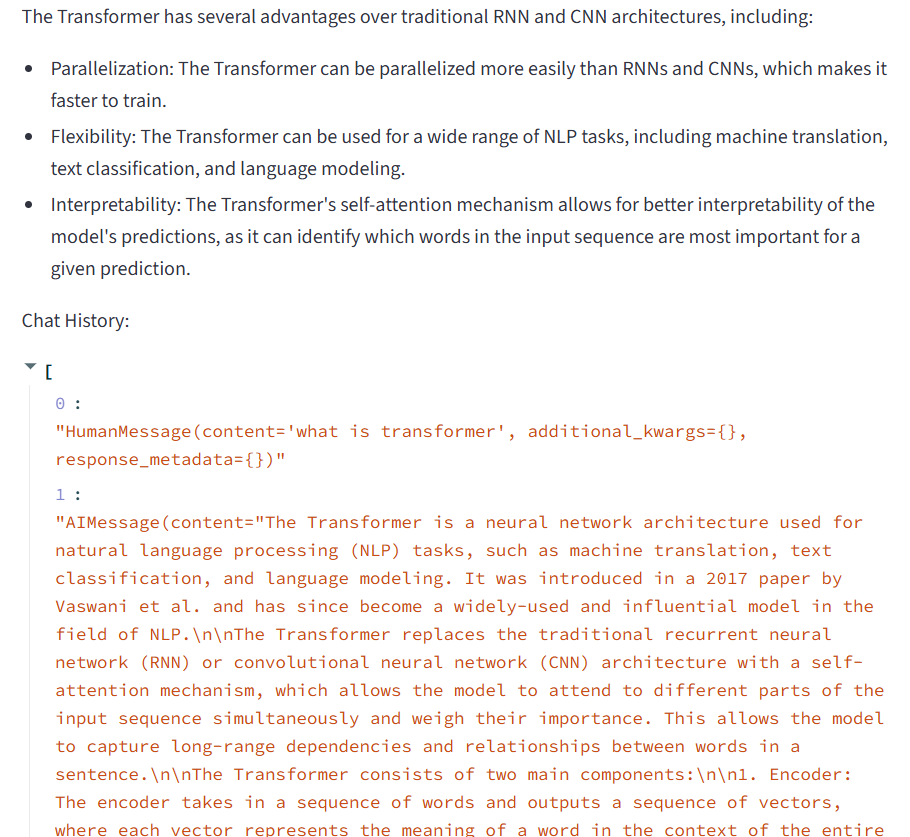 The Transformer has several advantages over traditional RNN and CNN architectures, including:
• Parallelization: The Transformer can be parallelized more easily than RNNs and CNNs, which makes it
faster to train.
• Flexibility: The Transformer can be used for a wide range of NLP tasks, including machine translation,
text classification, and language modeling.
• Interpretability: The Transformer's self-attention mechanism allows for better interpretability of the
model's predictions, as it can identify which words in the input sequence are most important for a
given prediction.
Chat History:
[
0 :
"HumanMessage(content='what is transformer', additional_kwargs={},
response_metadata={})"
1 :
"AIMessage(content="The Transformer is a neural network architecture used for
natural language processing (NLP) tasks, such as machine translation, text
classification, and language modeling. It was introduced in a 2017 paper by
Vaswani et al. and has since become a widely-used and influential model in the
field of NLP.\n\nThe Transformer replaces the traditional recurrent neural
network (RNN) or convolutional neural network (CNN) architecture with a self-
attention mechanism, which allows the model to attend to different parts of the
input sequence simultaneously and weigh their importance. This allows the model
to capture long-range dependencies and relationships between words in a
sentence.\n\nThe Transformer consists of two main components:\n\n1. Encoder:
The encoder takes in a sequence of words and outputs a sequence of vectors,
where each vector represents the meaning of a word in the context of the entire